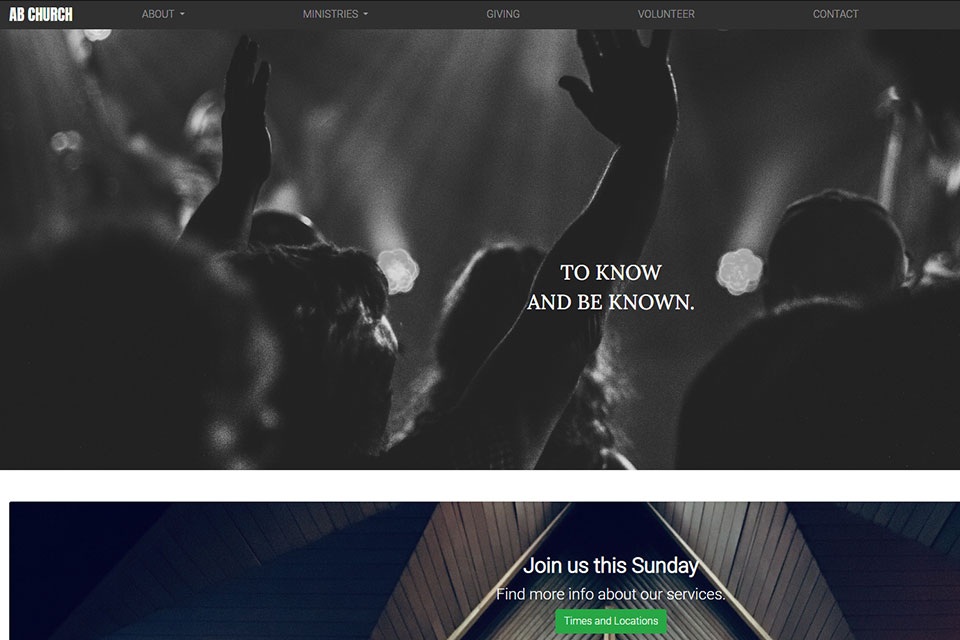 AB CHURCH ABOUT MINISTRIES GIVING VOLUNTEER CONTACT
TO KNOW
AND BE KNOWN.
Join us this Sunday
Find more info about our services.
Times and Locations